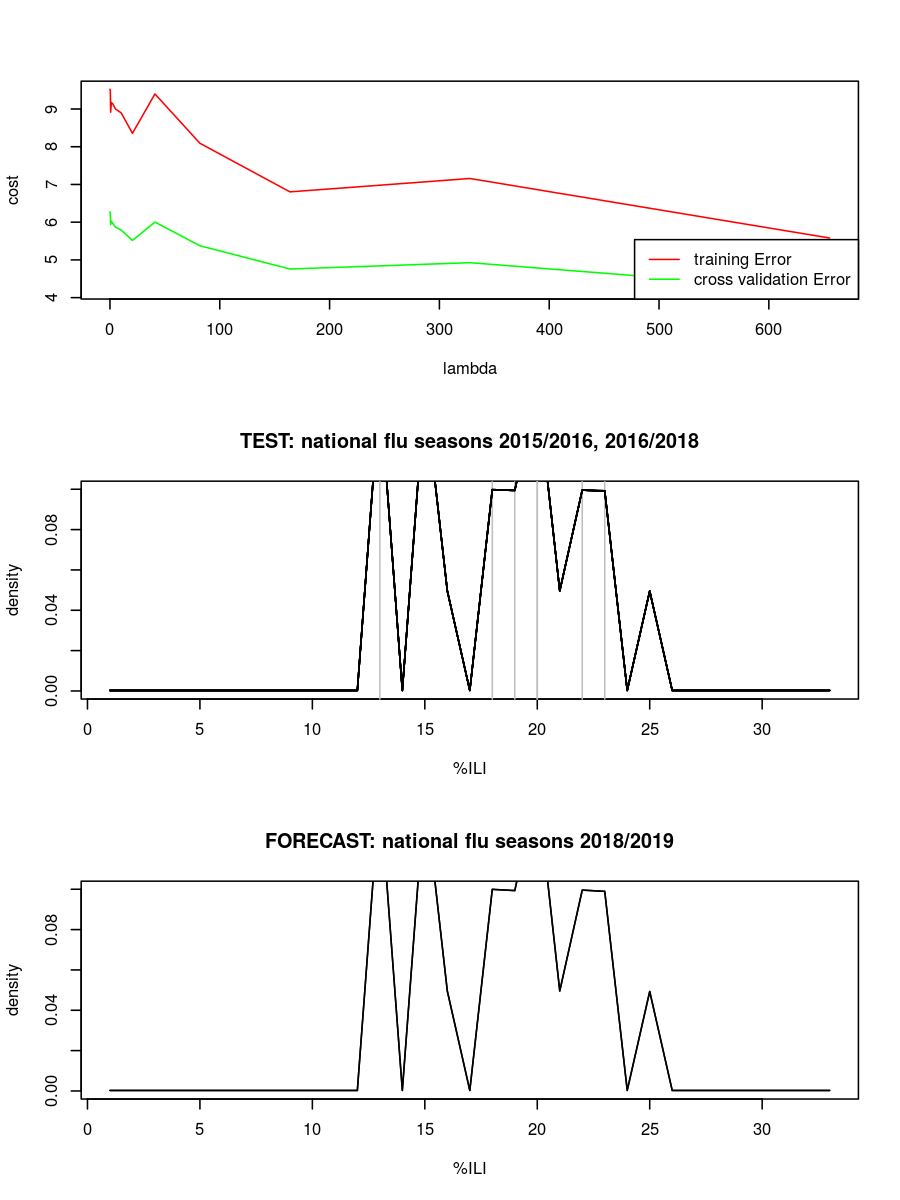 cost
4 5 6 7 8 9
training Error
cross validation Error
0 100 200 300 400 500 600
lambda
TEST: national flu seasons 2015/2016, 2016/2018
density
0.00 0.04 0.08
0 5 10 15 20 25 30
%ILI
FORECAST: national flu seasons 2018/2019
density
0.00 0.04 0.08
0 5 10 15 20 25 30
%ILI